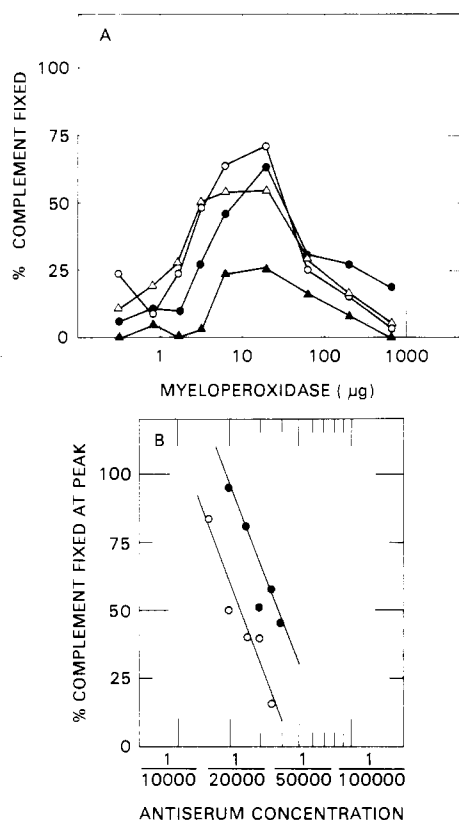 A
% COMPLEMENT FIXED
100
75
50
25
0
1 10 100 1000
MYELOPEROXIDASE ( µg)
B
% COMPLEMENT FIXED AT PEAK
100
75
50
25
0
1 1 1 1
10000 20000 50000 100000
ANTISERUM CONCENTRATION